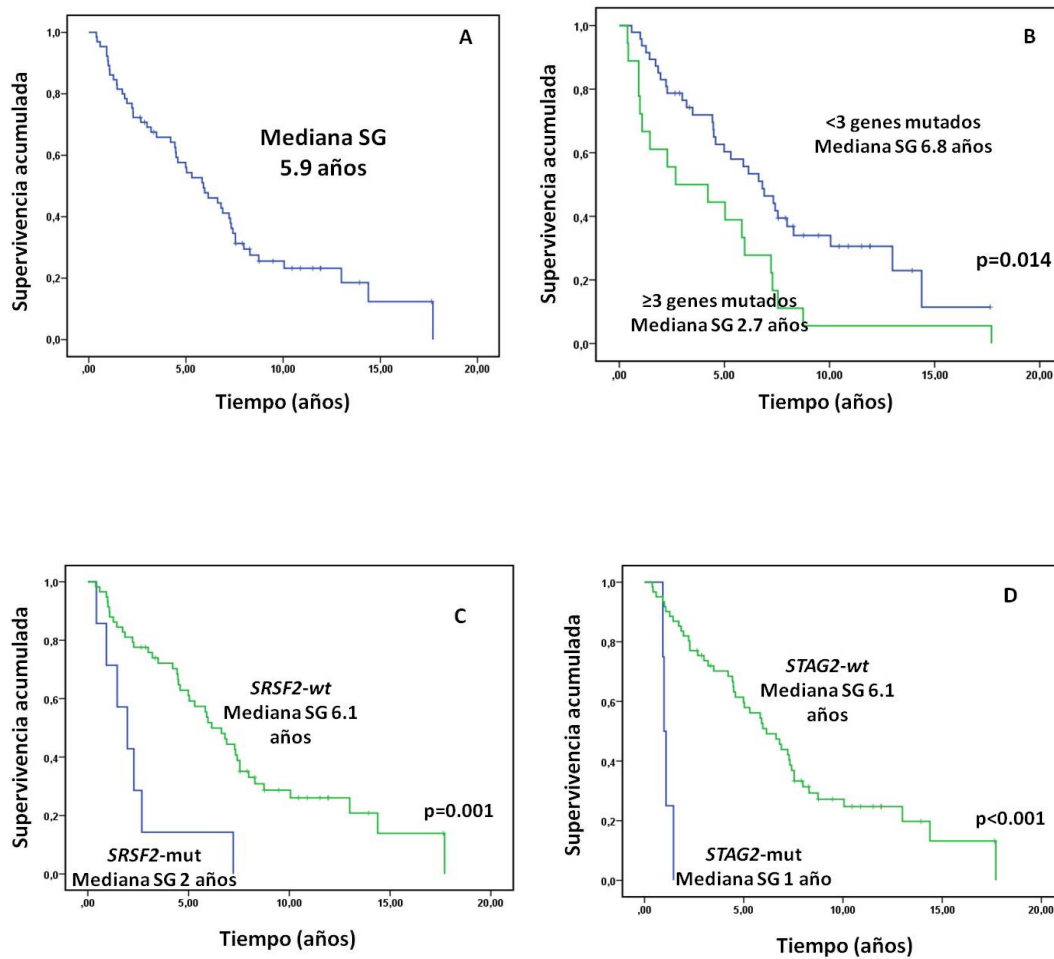 A
Supervivencia acumulada
1,0
0,8
0,6
0,4
0,2
0,0
Mediana SG
5.9 años
,00
5,00
10,00
15,00
20,00
Tiempo (años)
B
Supervivencia acumulada
1,0
0,8
0,6
0,4
0,2
0,0
<3 genes mutados
Mediana SG 6.8 años
p=0.014
≥3 genes mutados
Mediana SG 2.7 años
,00
5,00
10,00
15,00
20,00
Tiempo (años)
C
Supervivencia acumulada
1,0
0,8
0,6
0,4
0,2
0,0
SRSF2-wt
Mediana SG 6.1
años
p=0.001
SRSF2-mut
Mediana SG 2 años
,00
5,00
10,00
15,00
20,00
Tiempo (años)
D
Supervivencia acumulada
1,0
0,8
0,6
0,4
0,2
0,0
STAG2-wt
Mediana SG 6.1
años
p<0.001
STAG2-mut
Mediana SG 1 año
,00
5,00
10,00
15,00
20,00
Tiempo (años)